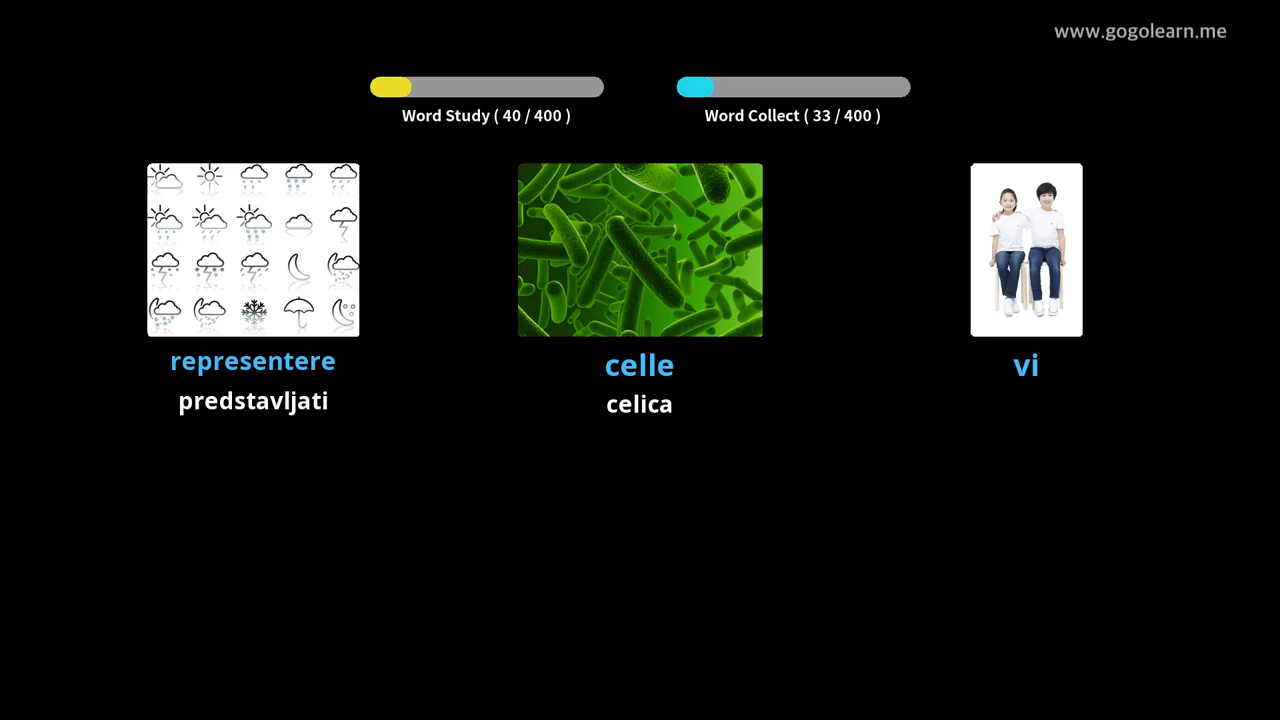 www.gogolearn.me
Word Study ( 40 / 400 )
Word Collect ( 33 / 400 )
representere
predstavljati
celle
celica
vi